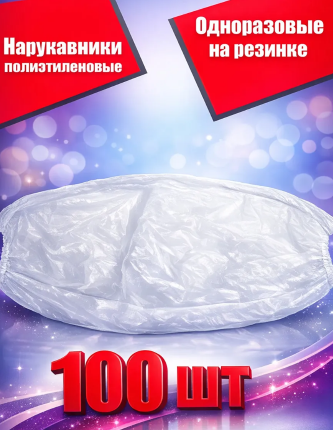 Нарукавники
полиэтиленовые
Одноразовые
на резинке
100 шт